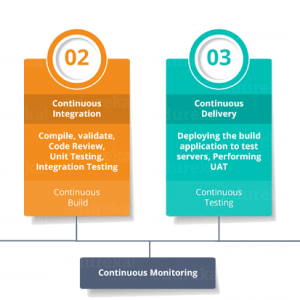 02
Continuous
Integration
Compile, validate,
Code Review,
Unit Testing,
Integration Testing
Continuous
Build
03
Continuous
Delivery
Deploying the build
application to test
servers, Performing
UAT
Continuous
Testing
Continuous Monitoring